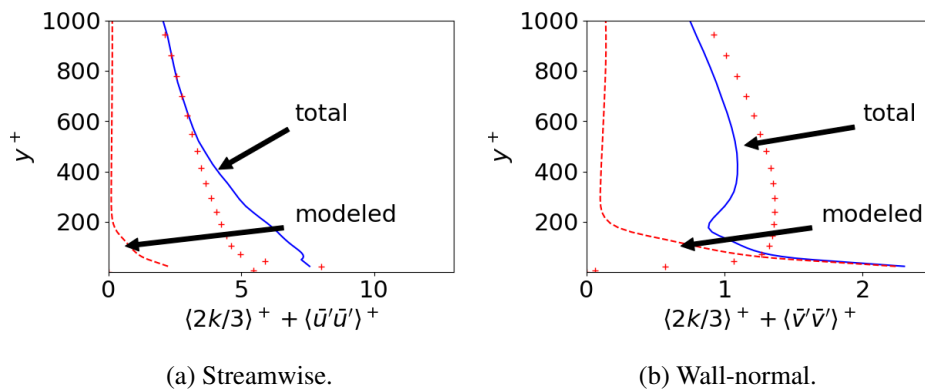 1000
800
600
400
200
y⁺
total
modeled
0
5
10
⟨2k/3⟩⁺ + ⟨ū′ū′⟩⁺
(a) Streamwise.
1000
800
600
400
200
y⁺
total
modeled
0
1
2
⟨2k/3⟩⁺ + ⟨v̄′v̄′⟩⁺
(b) Wall-normal.